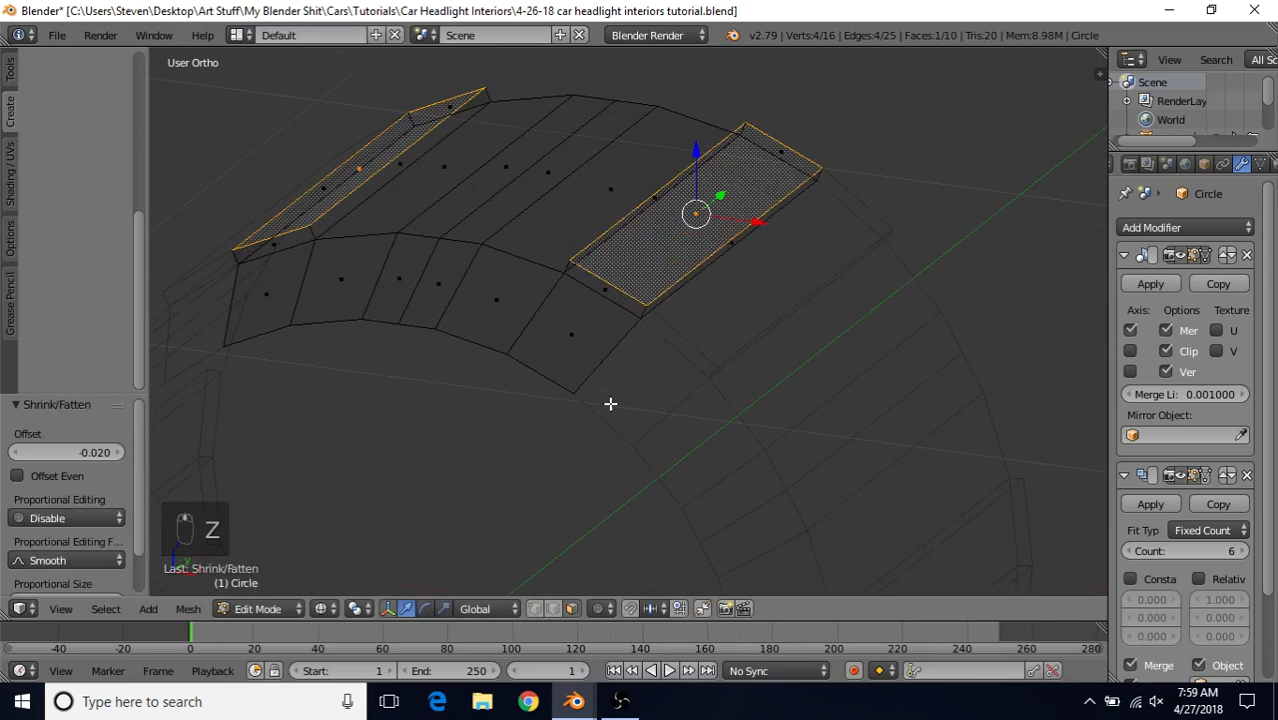 Blender* [C:\Users\Steven\Desktop\Art Stuff\My Blender Shit\Cars\Tutorials\Car Headlight Interiors\4-26-18 car headlight interiors tutorial.blend]
File Render Window Help Default Scene Blender Render v2.79 | Verts:4/16 | Edges:4/25 | Faces:1/10 | Tris:20 | Mem:8.98M | Circle View Search All Sc
User Ortho
Tools
Create
Shading / UVs
Options
Grease Pencil
Scene
RenderLay
World
Circle
Add Modifier
Apply Copy
Axis: Options Texture
Mer U
Clip V
Ver
Merge Li: 0.001000
Mirror Object:
Apply Copy
Fit Typ Fixed Count
Count: 6
Consta Relativ
0.000 1.000
0.000 0.000
0.000 0.000
Merge Object
Shrink/Fatten
Offset
-0.020
Offset Even
Proportional Editing
Disable
Proportional Editing F...
Smooth
Proportional Size
Z
Last: Shrink/Fatten
(1) Circle
View Select Add Mesh Edit Mode Global
-40 -20 0 20 40 60 80 100 120 140 160 180 200 220 240 260 280
View Marker Frame Playback Start: 1 End: 250 1 No Sync
Type here to search
7:59 AM
4/27/2018